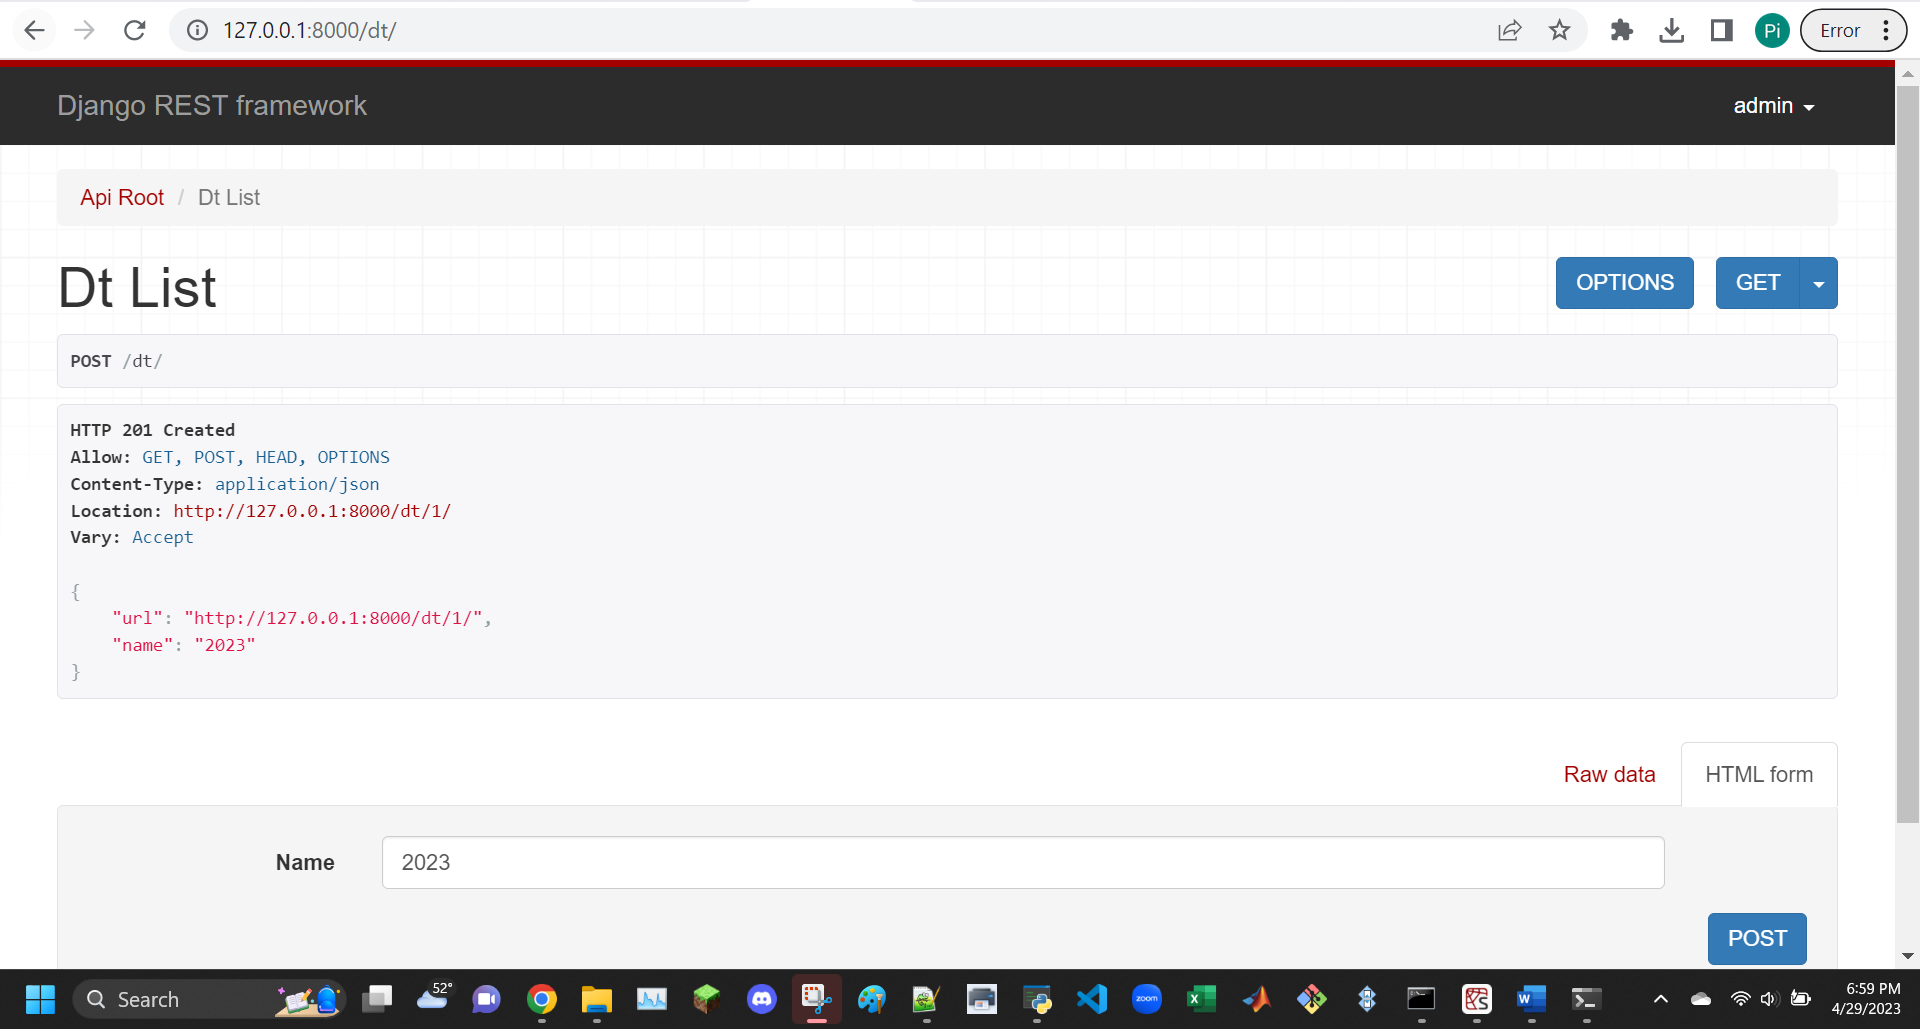 127.0.0.1:8000/dt/
Pi
Error
Django REST framework
admin
Api Root / Dt List
Dt List
OPTIONS
GET
POST /dt/
HTTP 201 Created
Allow: GET, POST, HEAD, OPTIONS
Content-Type: application/json
Location: http://127.0.0.1:8000/dt/1/
Vary: Accept
{
"url": "http://127.0.0.1:8000/dt/1/",
"name": "2023"
}
Raw data
HTML form
Name
2023
POST
Search
52°
zoom
6:59 PM
4/29/2023